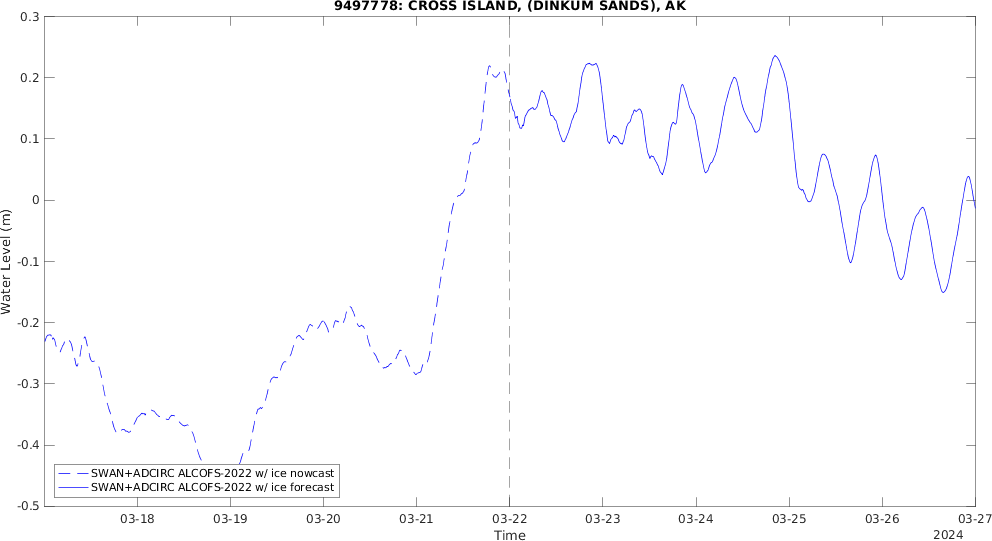 9497778: CROSS ISLAND, (DINKUM SANDS), AK
0.3
0.2
0.1
0
-0.1
-0.2
-0.3
-0.4
-0.5
Water Level (m)
SWAN+ADCIRC ALCOFS-2022 w/ ice nowcast
SWAN+ADCIRC ALCOFS-2022 w/ ice forecast
03-18 03-19 03-20 03-21 03-22 03-23 03-24 03-25 03-26 03-27
Time
2024